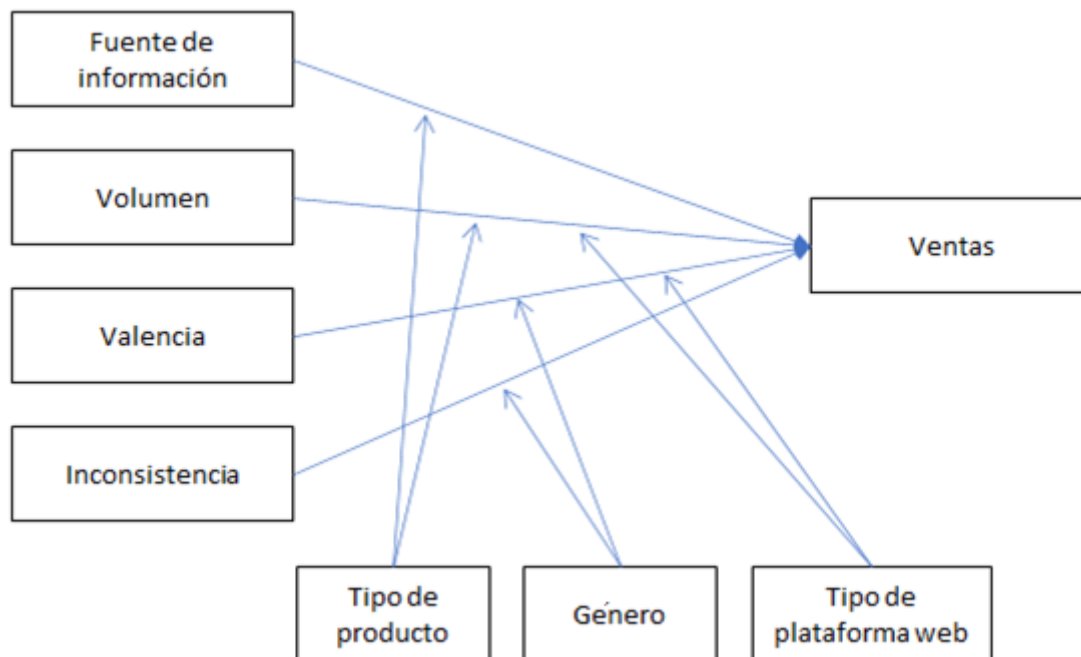 Fuente de
información
Volumen
Ventas
Valencia
Inconsistencia
Tipo de
producto
Género
Tipo de
plataforma web